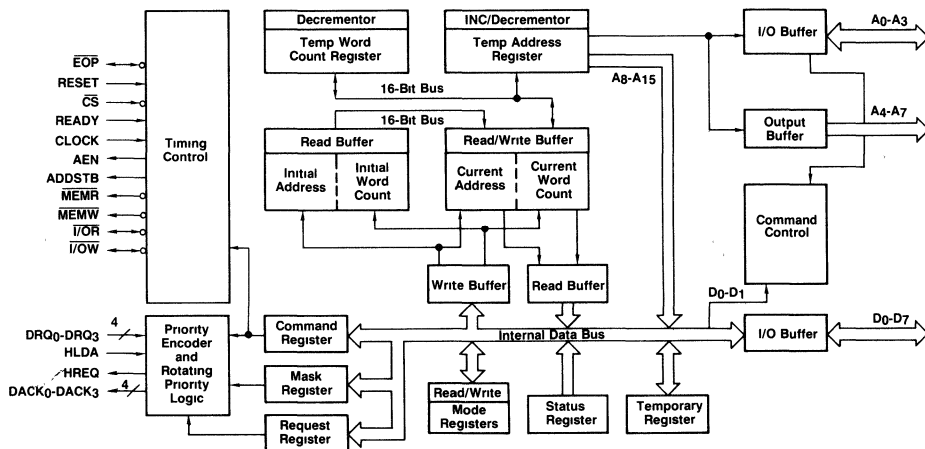 Decrementor
Temp Word
Count Register
INC/Decrementor
Temp Address
Register
I/O Buffer
A0-A3
A8-A15
EOP
RESET
CS
READY
CLOCK
AEN
ADDSTB
MEMR
MEMW
I/OR
I/OW
Timing
Control
16-Bit Bus
16-Bit Bus
Read Buffer
Initial
Address
Initial
Word
Count
Read/Write Buffer
Current
Address
Current
Word
Count
Output
Buffer
A4-A7
Command
Control
Write Buffer
Read Buffer
D0-D1
DRQ0-DRQ3
4
HLDA
HREQ
DACK0-DACK3
4
Priority
Encoder
and
Rotating
Priority
Logic
Command
Register
Mask
Register
Request
Register
Internal Data Bus
I/O Buffer
D0-D7
Read/Write
Mode
Registers
Status
Register
Temporary
Register